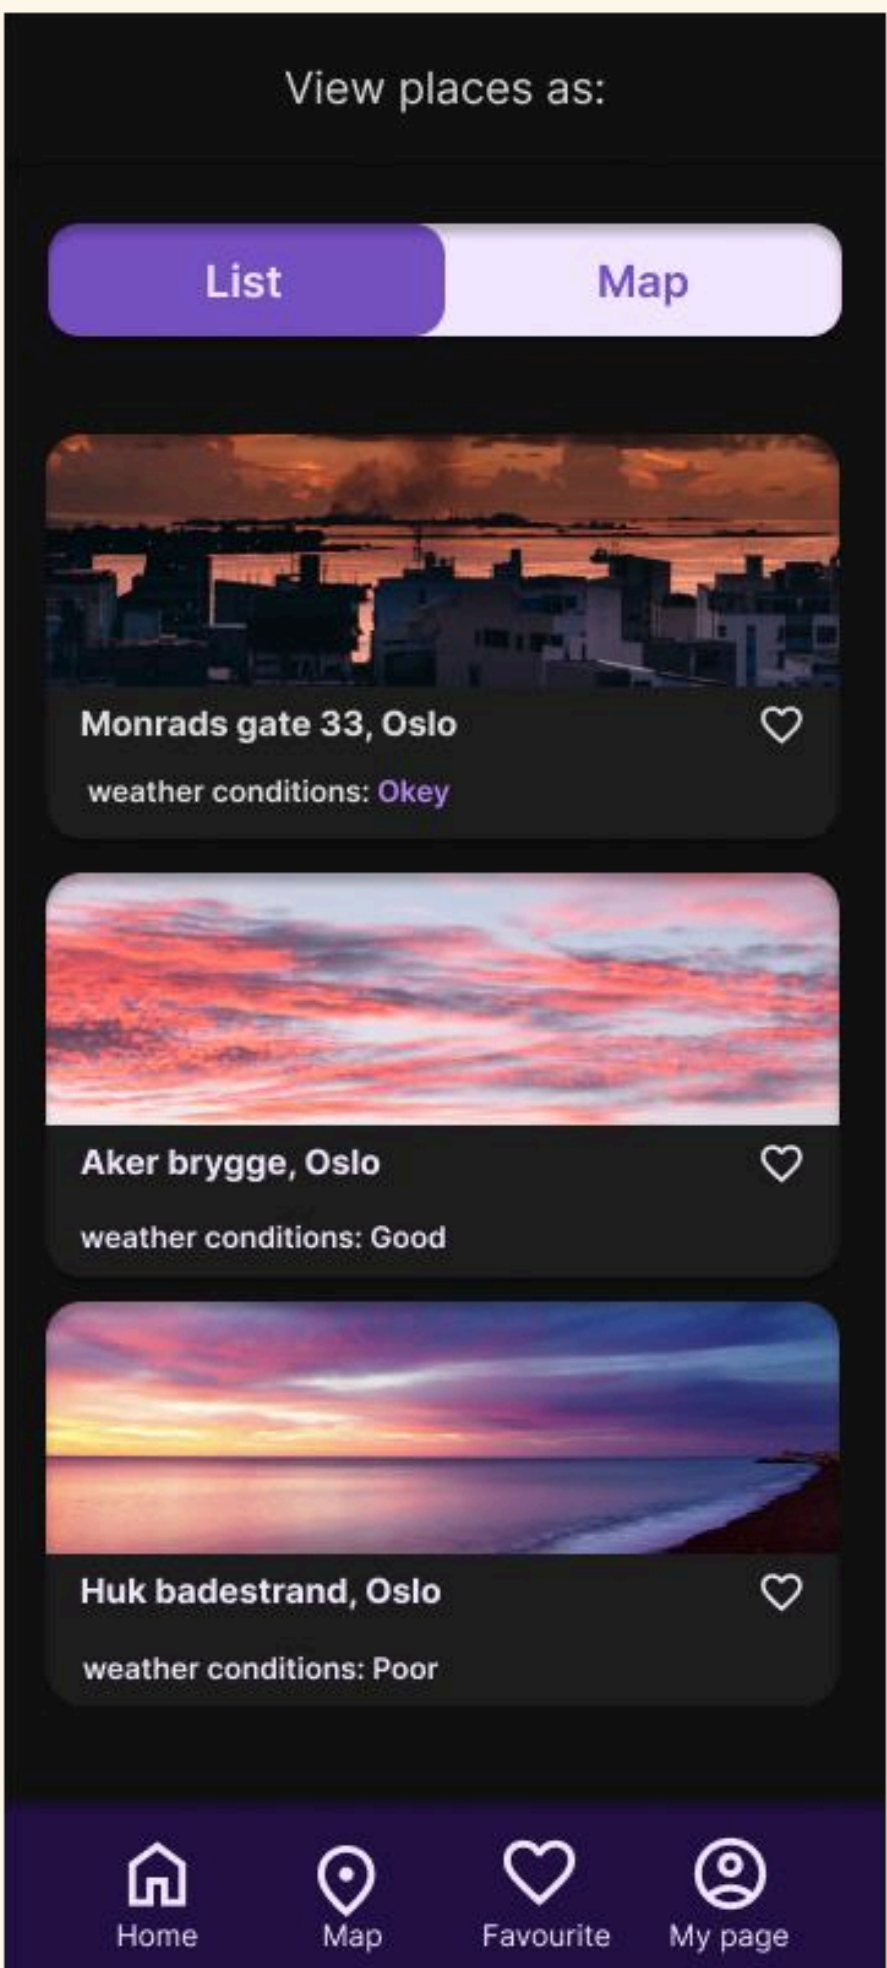 View places as:
List Map
Monrads gate 33, Oslo
weather conditions: Okey
Aker brygge, Oslo
weather conditions: Good
Huk badestrand, Oslo
weather conditions: Poor
Home Map Favourite My page